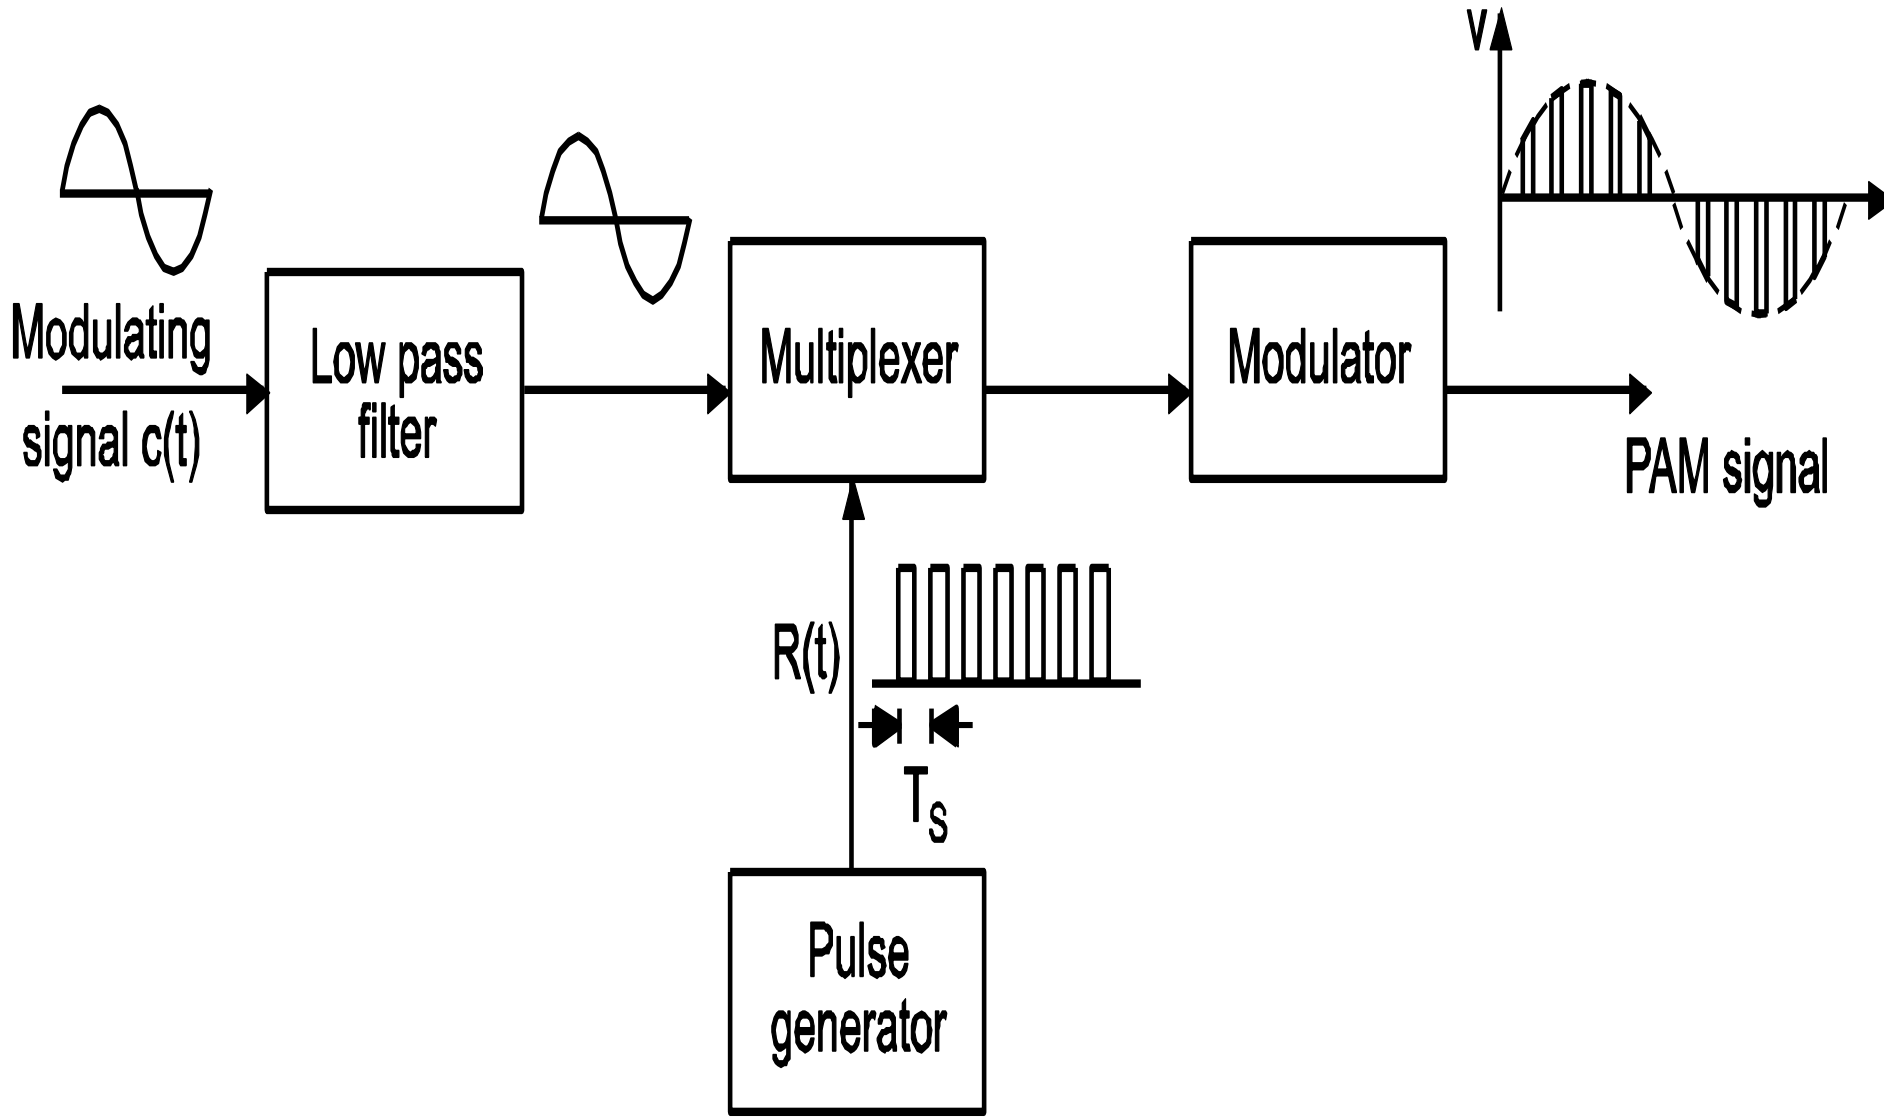 V
Modulating
signal c(t)
Low pass
filter
Multiplexer
Modulator
PAM signal
R(t)
Ts
Pulse
generator